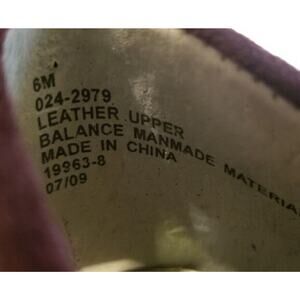 6M
024-2979
LEATHER UPPER
BALANCE MANMADE MATERIA
MADE IN CHINA
19963-8
07/09